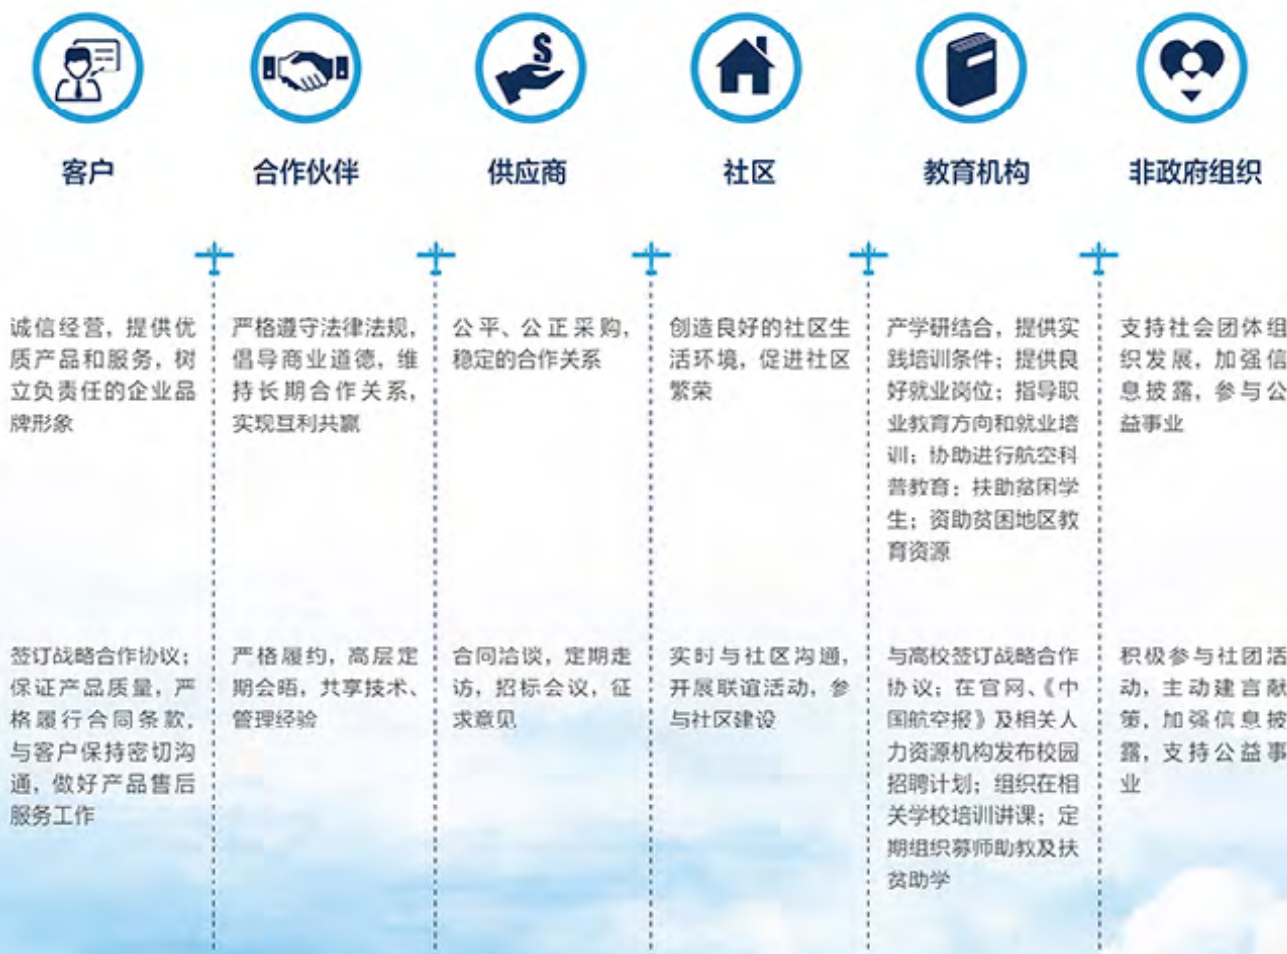 客户
合作伙伴
供应商
社区
教育机构
非政府组织
诚信经营，提供优
质产品和服务，树
立负责任的企业品
牌形象
严格遵守法律法规，
倡导商业道德，维
持长期合作关系，
实现互利共赢
公平、公正采购，
稳定的合作关系
创造良好的社区生
活环境，促进社区
繁荣
产学研结合，提供实
践培训条件；提供良
好就业岗位；指导职
业教育方向和就业培
训；协助进行航空科
普教育；扶助贫困学
生；资助贫困地区教
育资源
支持社会团体组
织发展，加强信
息披露，参与公
益事业
签订战略合作协议；
保证产品质量，严
格履行合同条款，
与客户保持密切沟
通，做好产品售后
服务工作
严格履约，高层定
期会晤，共享技术、
管理经验
合同洽谈，定期走
访，招标会议，征
求意见
实时与社区沟通，
开展联谊活动，参
与社区建设
与高校签订战略合作
协议；在官网、《中
国航空报》及相关人
力资源机构发布校园
招聘计划；组织在相
关学校培训讲课；定
期组织募师助教及扶
贫助学
积极参与社团活
动，主动建言献
策，加强信息披
露，支持公益事
业